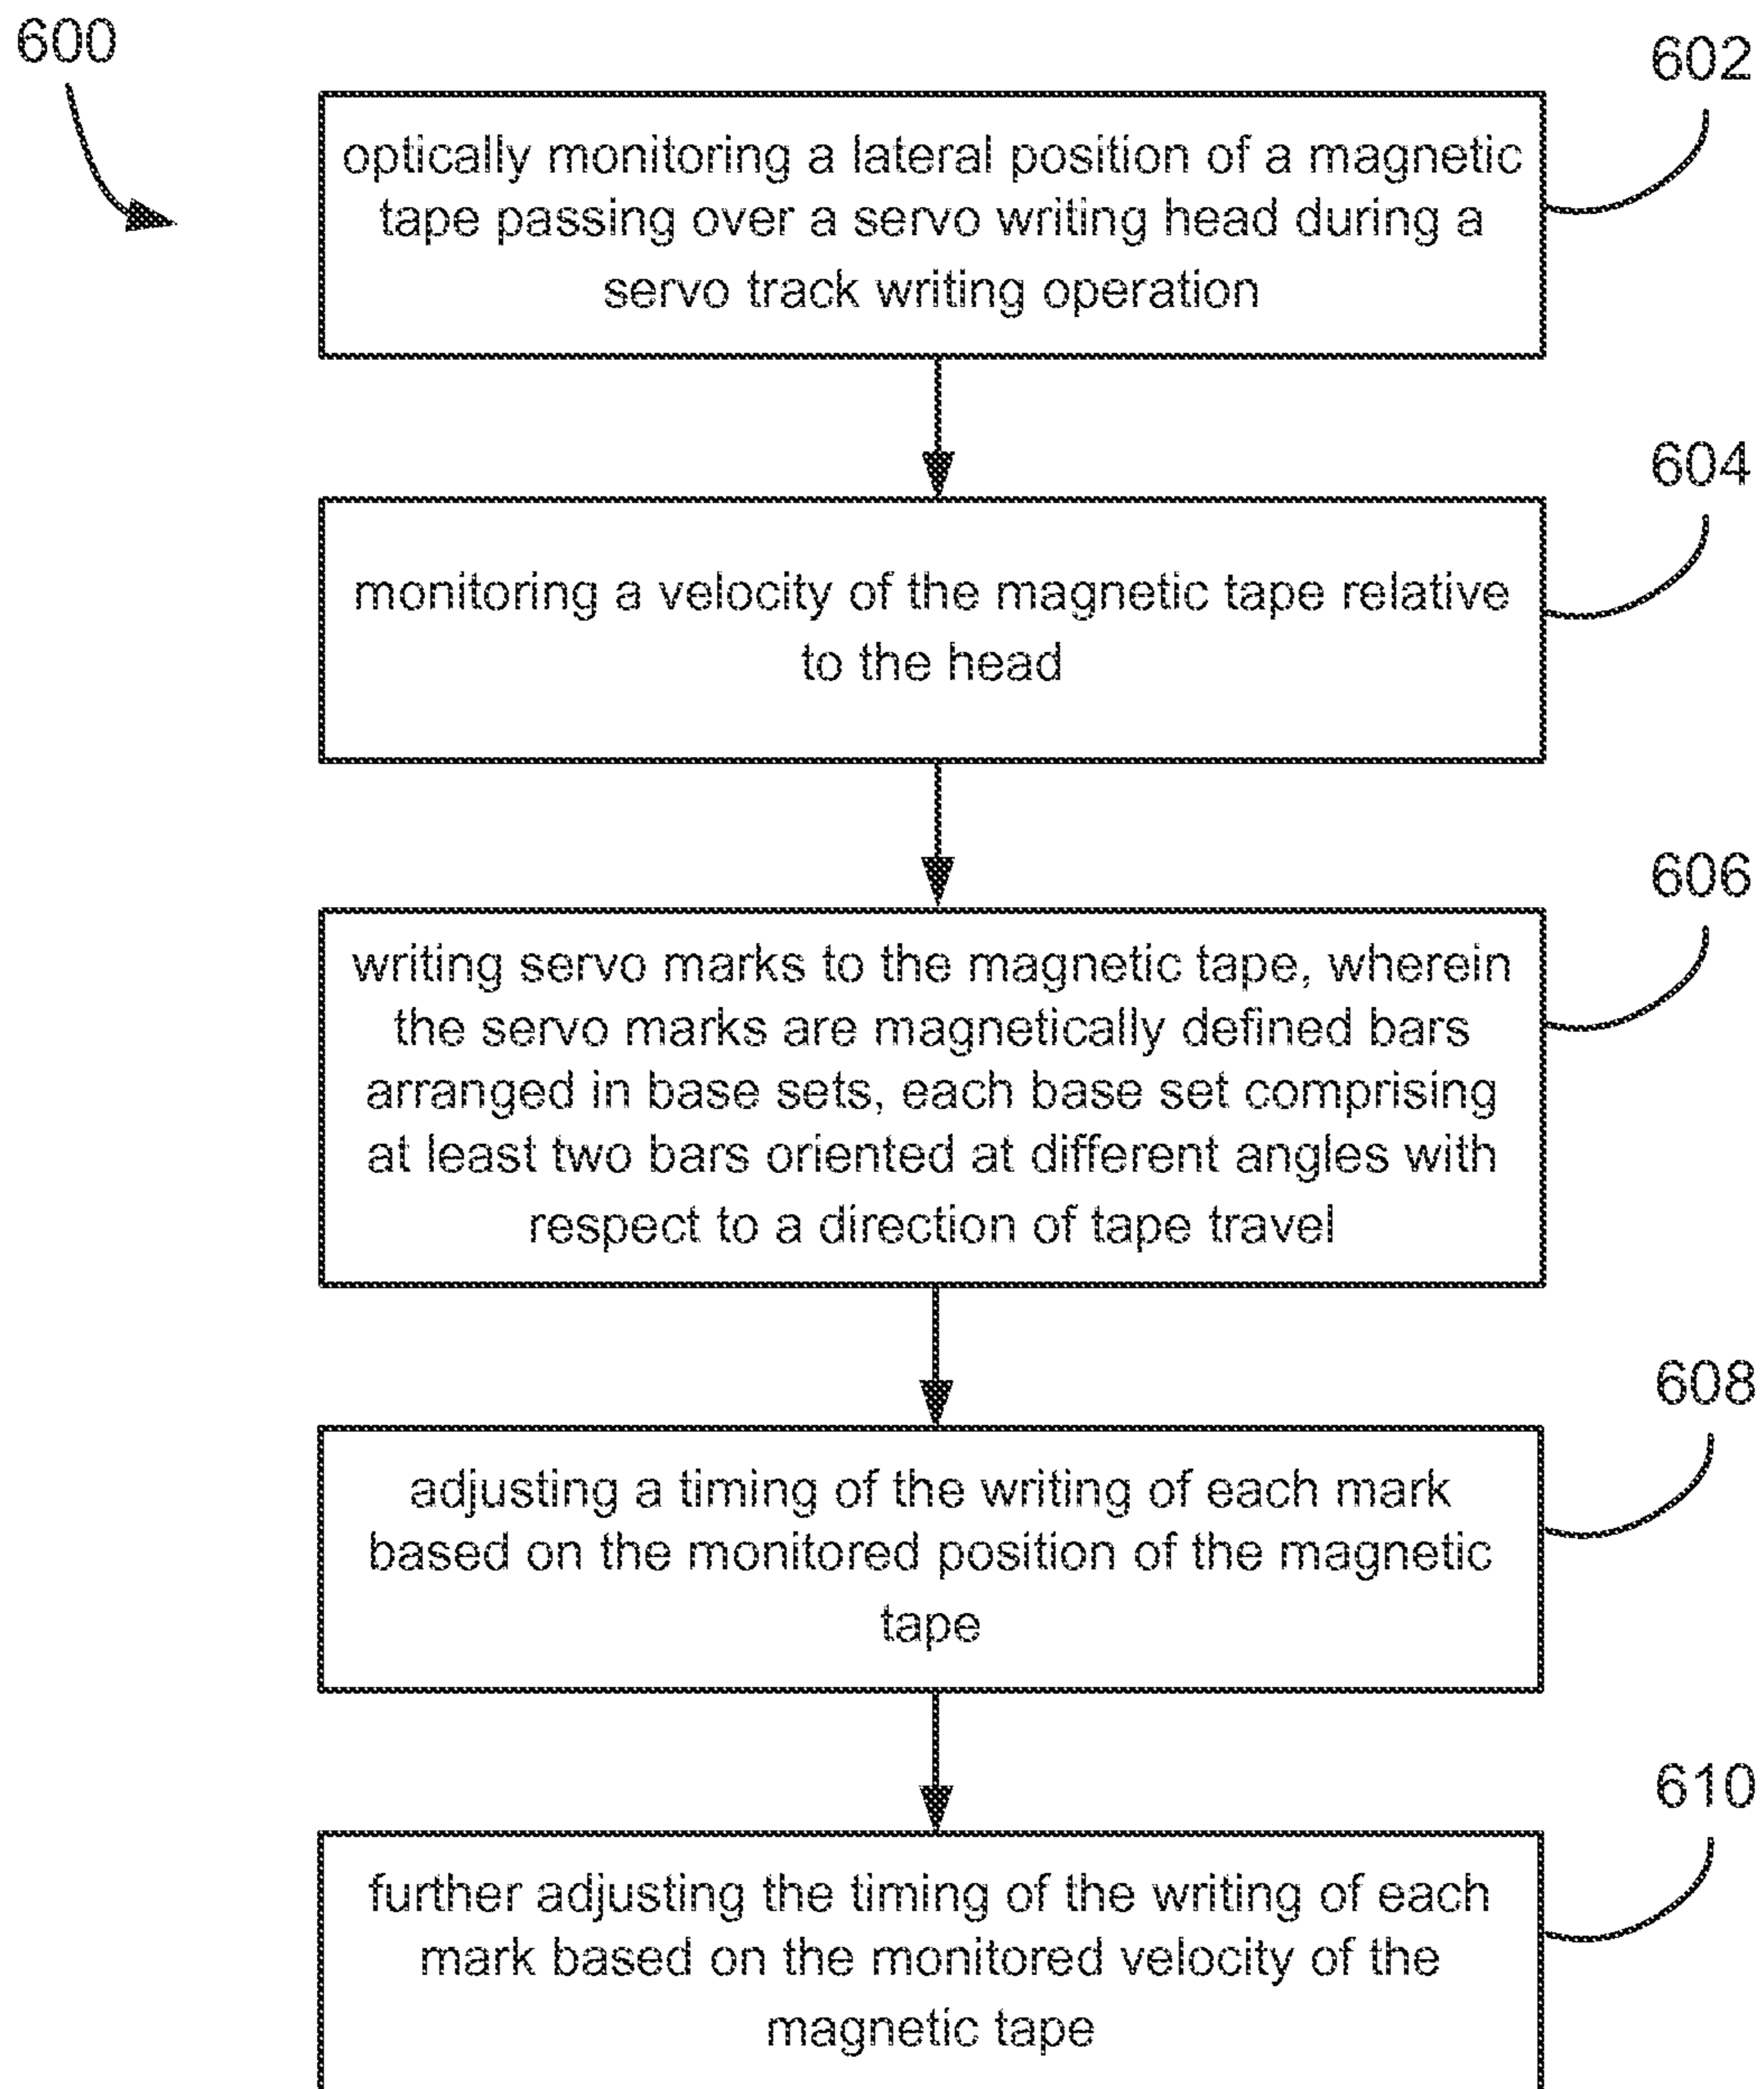 600
602
optically monitoring a lateral position of a magnetic
tape passing over a servo writing head during a
servo track writing operation
604
monitoring a velocity of the magnetic tape relative
to the head
606
writing servo marks to the magnetic tape, wherein
the servo marks are magnetically defined bars
arranged in base sets, each base set comprising
at least two bars oriented at different angles with
respect to a direction of tape travel
608
adjusting a timing of the writing of each mark
based on the monitored position of the magnetic
tape
610
further adjusting the timing of the writing of each
mark based on the monitored velocity of the
magnetic tape